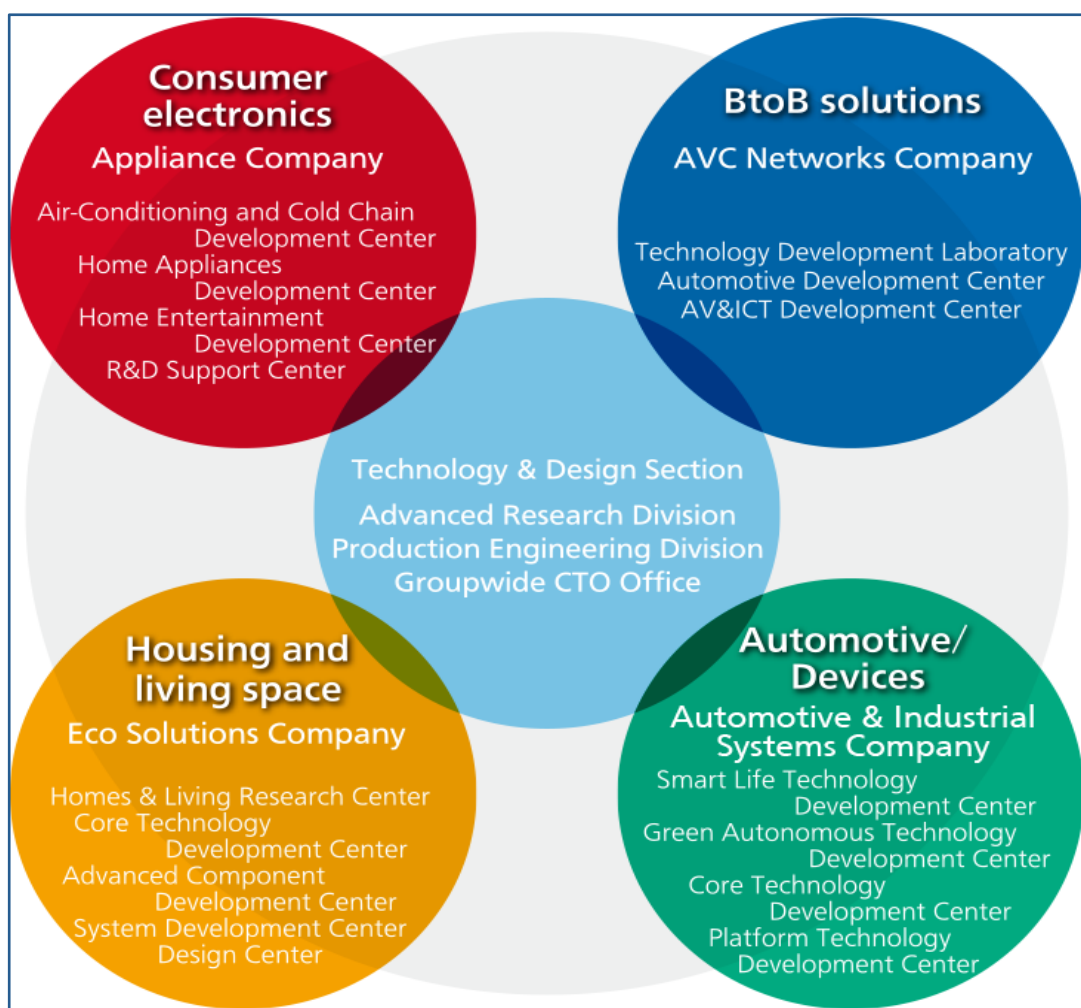 Consumer
electronics
Appliance Company
Air-Conditioning and Cold Chain
Development Center
Home Appliances
Development Center
Home Entertainment
Development Center
R&D Support Center
BtoB solutions
AVC Networks Company
Technology Development Laboratory
Automotive Development Center
AV&ICT Development Center
Technology & Design Section
Advanced Research Division
Production Engineering Division
Groupwide CTO Office
Housing and
living space
Eco Solutions Company
Homes & Living Research Center
Core Technology
Development Center
Advanced Component
Development Center
System Development Center
Design Center
Automotive/
Devices
Automotive & Industrial
Systems Company
Smart Life Technology
Development Center
Green Autonomous Technology
Development Center
Core Technology
Development Center
Platform Technology
Development Center